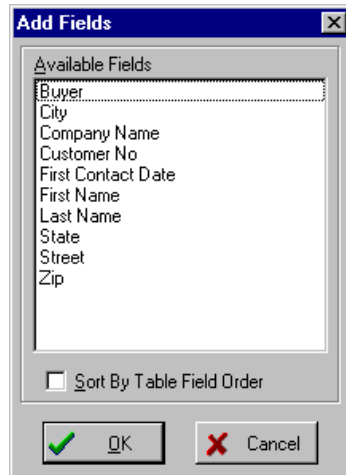 Add Fields
Available Fields
Buyer
City
Company Name
Customer No
First Contact Date
First Name
Last Name
State
Street
Zip
Sort By Table Field Order
OK
Cancel